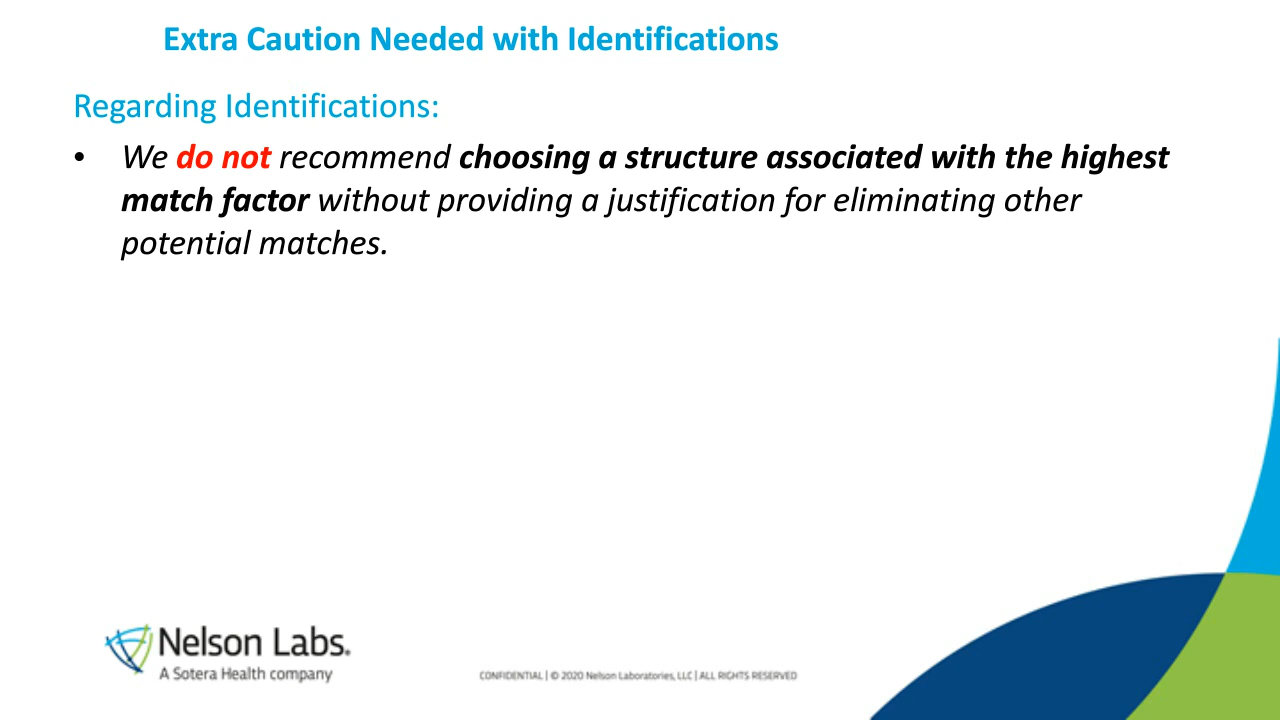 Extra Caution Needed with Identifications
Regarding Identifications:
• We do not recommend choosing a structure associated with the highest
match factor without providing a justification for eliminating other
potential matches.
Nelson Labs.
A Sotera Health company
CONFIDENTIAL | © 2020 Nelson Laboratories, LLC | ALL RIGHTS RESERVED